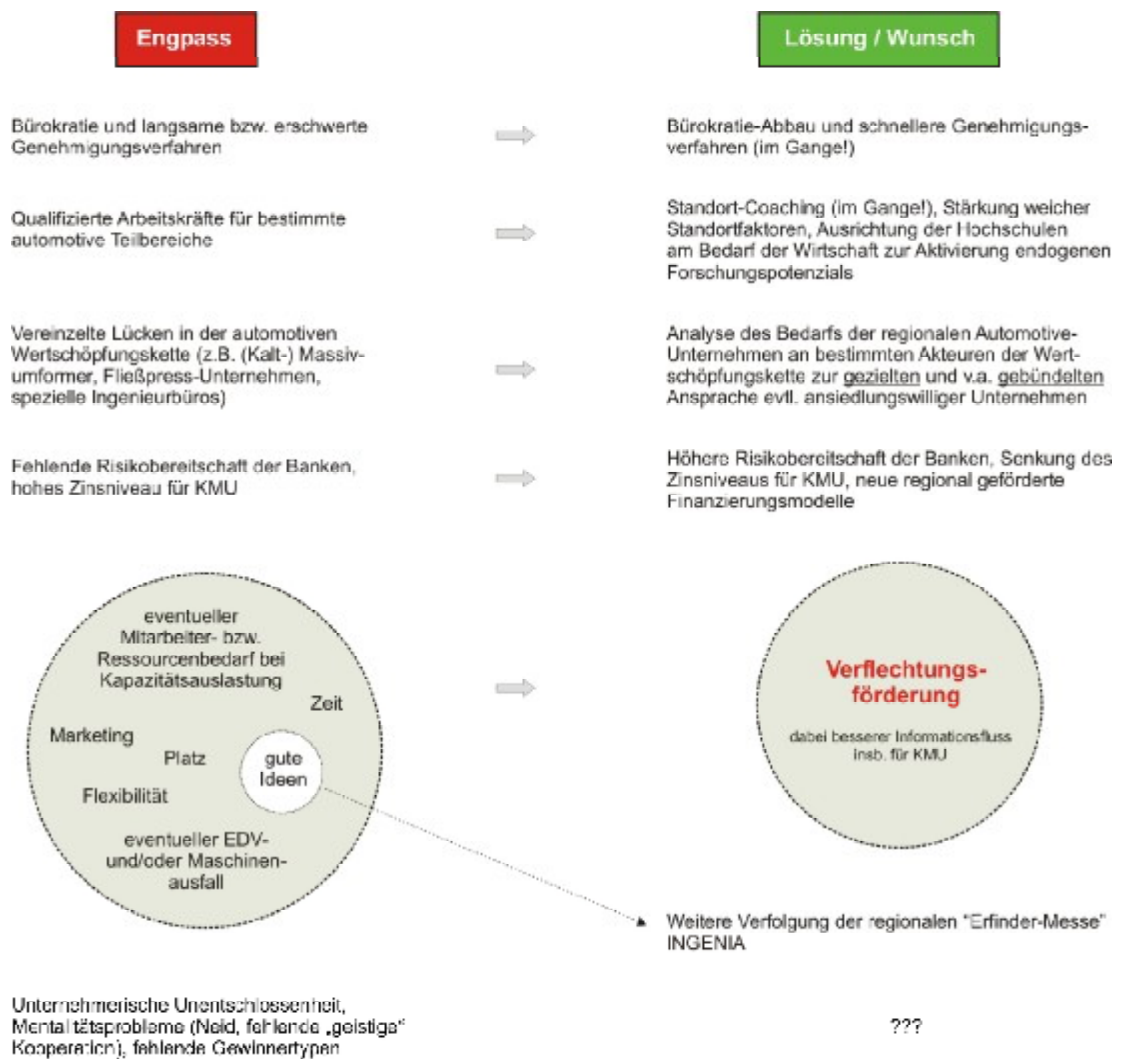 Engpass
Lösung / Wunsch
Bürokratie und langsame bzw. erschwerte
Genehmigungsverfahren
Bürokratie-Abbau und schnellere Genehmigungs-
verfahren (im Gange!)
Qualifizierte Arbeitskräfte für bestimmte
automotive Teilbereiche
Standort-Coaching (im Gange!), Stärkung weicher
Standortfaktoren, Ausrichtung der Hochschulen
am Bedarf der Wirtschaft zur Aktivierung endogenen
Forschungspotenzials
Vereinzelte Lücken in der automotiven
Wertschöpfungskette (z.B. (Kalt-) Massiv-
umformer, Fließpress-Unternehmen,
spezielle Ingenieurbüros)
Analyse des Bedarfs der regionalen Automotive-
Unternehmen an bestimmten Akteuren der Wert-
schöpfungskette zur gezielten und v.a. gebündelten
Ansprache evtl. ansiedlungswilliger Unternehmen
Fehlende Risikobereitschaft der Banken,
hohes Zinsniveau für KMU
Höhere Risikobereitschaft der Banken, Senkung des
Zinsniveaus für KMU, neue regional geförderte
Finanzierungsmodelle
eventueller
Mitarbeiter- bzw.
Ressourcenbedarf bei
Kapazitätsauslastung
Zeit
Marketing
Platz
gute
Ideen
Flexibilität
eventueller EDV-
und/oder Maschinen-
ausfall
Verflechtungs-
förderung
dabei besserer Informationsfluss
insb. für KMU
Weitere Verfolgung der regionalen "Erfinder-Messe"
INGENIA
Unternehmerische Unentschlossenheit,
Mentalitätsprobleme (Neid, fehlende „geistige“
Kooperation), fehlende Gewinnertypen
???